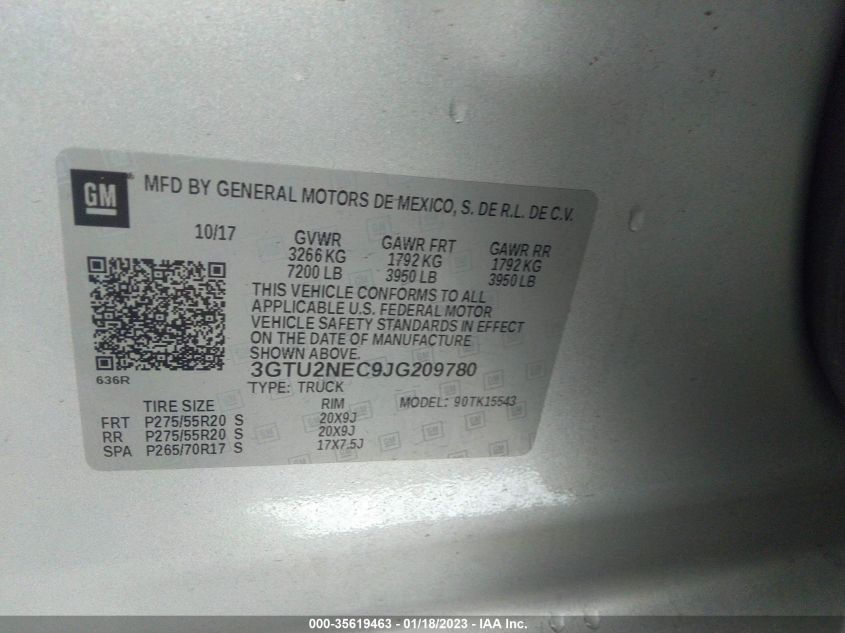 GM ® MFD BY GENERAL MOTORS DE MEXICO, S. DE R.L. DE C.V.
10/17 GVWR GAWR FRT GAWR RR
3266 KG 1792 KG 1792 KG
7200 LB 3950 LB 3950 LB
THIS VEHICLE CONFORMS TO ALL
APPLICABLE U.S. FEDERAL MOTOR
VEHICLE SAFETY STANDARDS IN EFFECT
ON THE DATE OF MANUFACTURE
SHOWN ABOVE.
3GTU2NEC9JG209780
636R
TYPE: TRUCK
TIRE SIZE RIM MODEL: 90TK15543
FRT P275/55R20 S 20X9J
RR P275/55R20 S 20X9J
SPA P265/70R17 S 17X7.5J
000-35619463 - 01/18/2023 - IAA Inc.